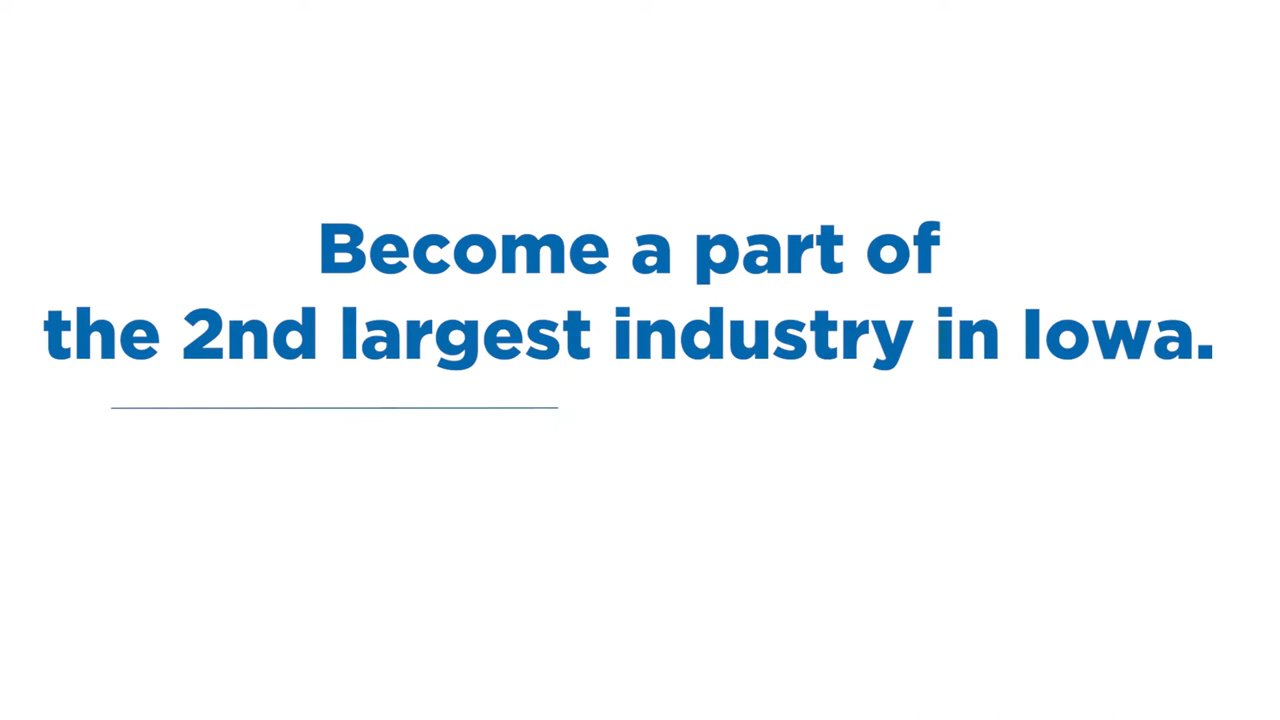 Become a part of
the 2nd largest industry in Iowa.